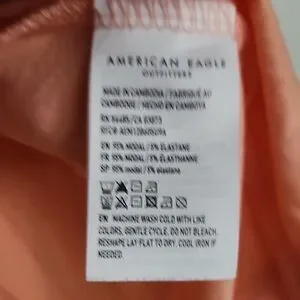 AMERICAN EAGLE
OUTFITTERS
MADE IN CAMBODIA / FABRIQUÉ AU
CAMBODGE / HECHO EN CAMBOYA
EN 95% MODAL / 5% ELASTANE
FR 95% MODAL / 5% ÉLASTHANNE
SP 95% MODAL / 5% elastane
EN MACHINE WASH COLD WITH LIKE
COLORS, GENTLE CYCLE. DO NOT BLEACH.
RESHAPE LAY FLAT TO DRY. COOL IRON IF
NEEDED.